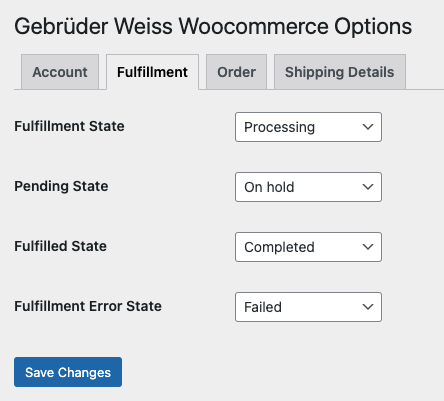 Gebrüder Weiss Woocommerce Options
Account Fulfillment Order Shipping Details
Fulfillment State Processing
Pending State On hold
Fulfilled State Completed
Fulfillment Error State Failed
Save Changes